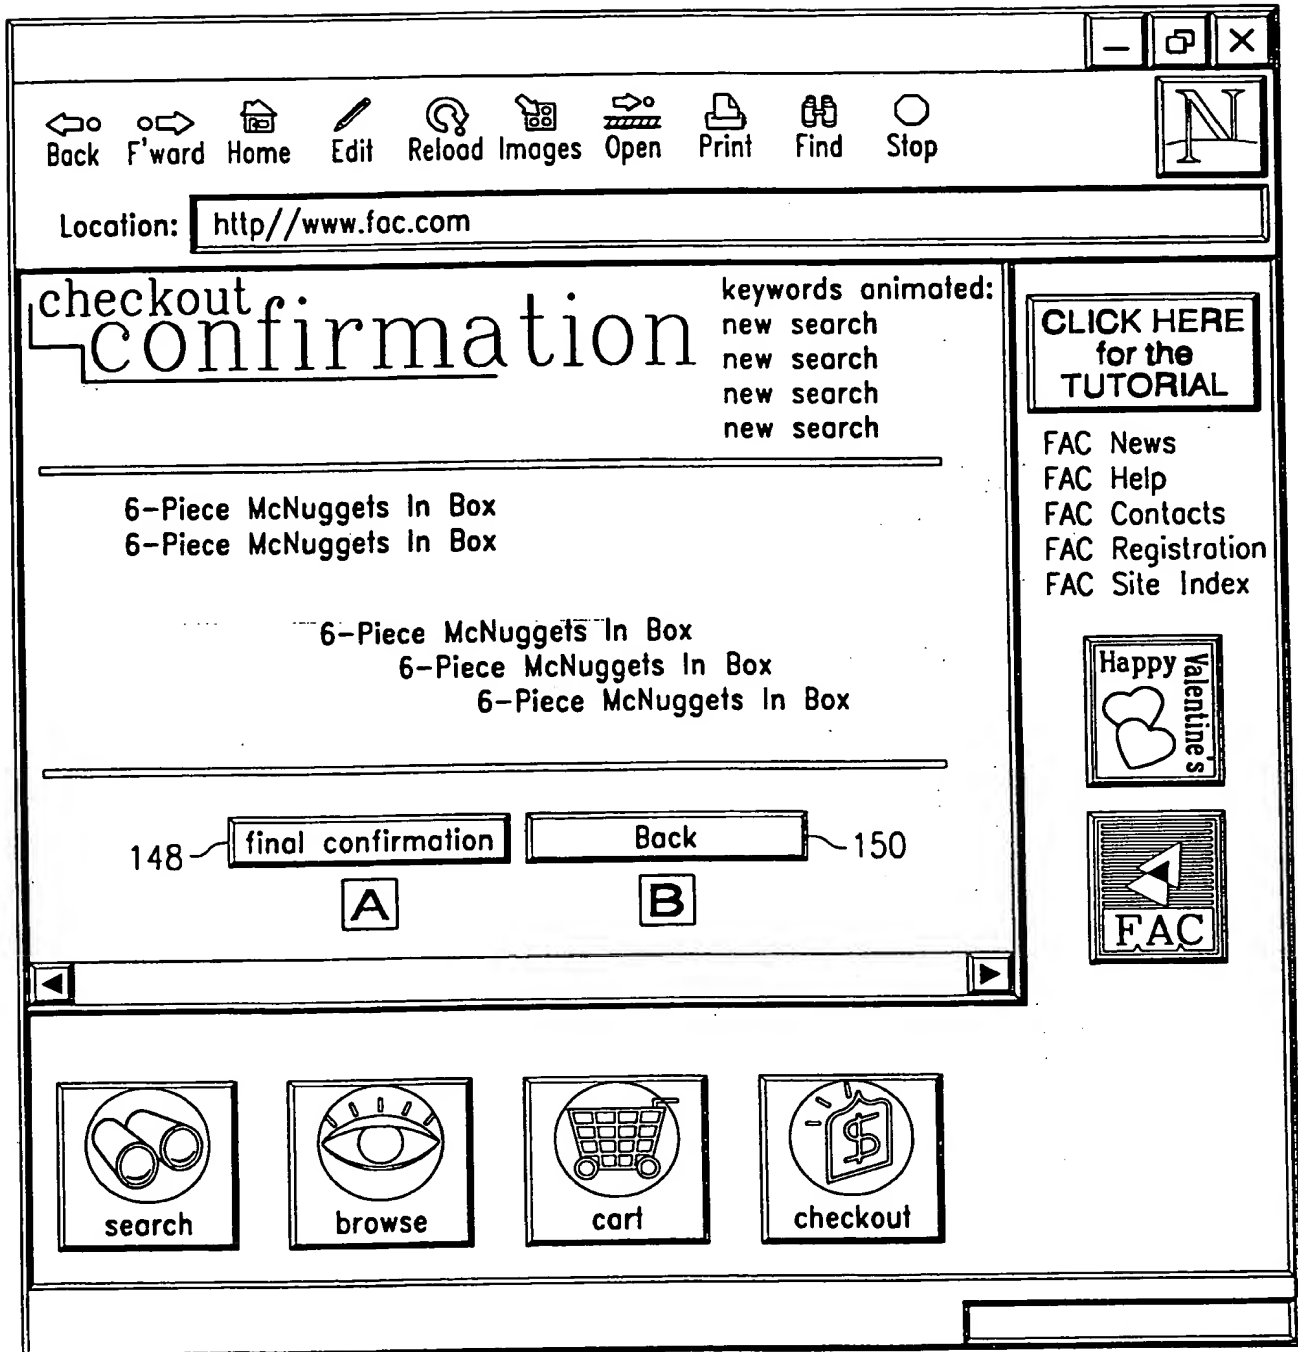 Back F'ward Home Edit Reload Images Open Print Find Stop
N
Location: http//www.fac.com
checkout
confirmation
keywords animated:
new search
new search
new search
new search
CLICK HERE
for the
TUTORIAL
FAC News
FAC Help
FAC Contacts
FAC Registration
FAC Site Index
6-Piece McNuggets In Box
6-Piece McNuggets In Box
6-Piece McNuggets In Box
6-Piece McNuggets In Box
6-Piece McNuggets In Box
Happy
Valentine's
148 final confirmation Back 150
A B
FAC
$
search browse cart checkout